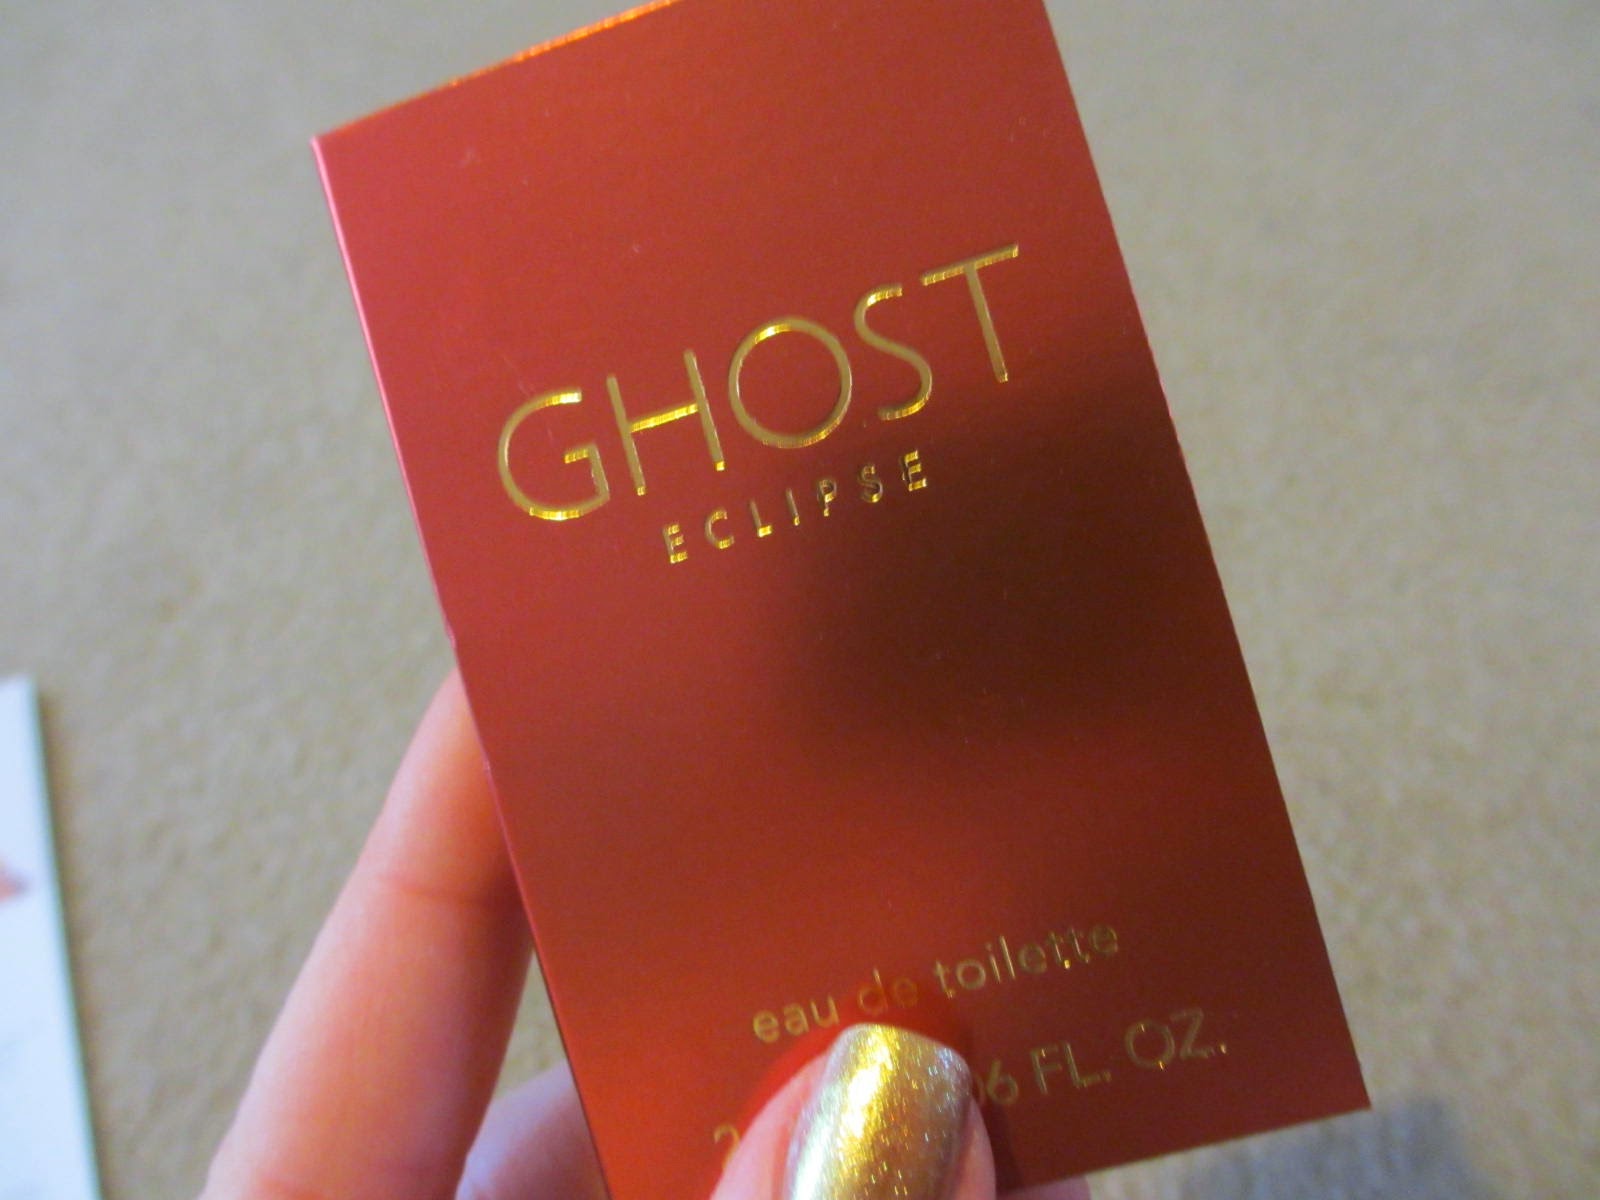 GHOST
ECLIPSE
eau de toilette
FL. OZ.